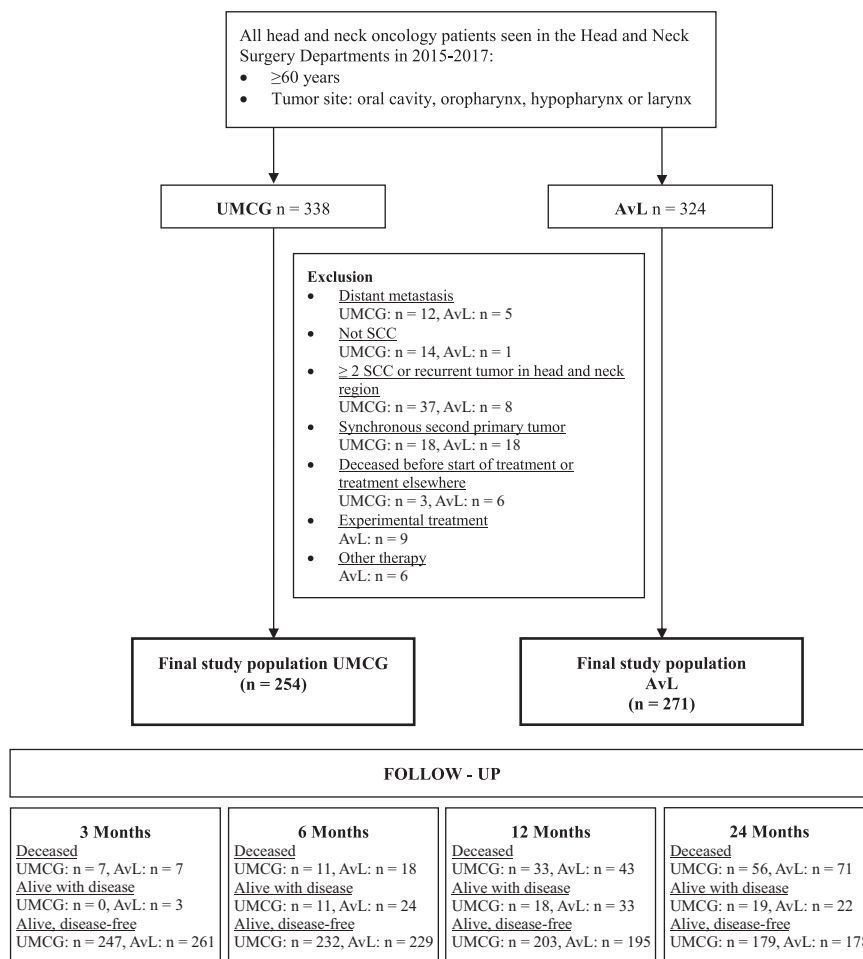 All head and neck oncology patients seen in the Head and Neck
Surgery Departments in 2015-2017:
• ≥60 years
• Tumor site: oral cavity, oropharynx, hypopharynx or larynx
UMCG n = 338
AvL n = 324
Exclusion
• Distant metastasis
UMCG: n = 12, AvL: n = 5
• Not SCC
UMCG: n = 14, AvL: n = 1
• ≥ 2 SCC or recurrent tumor in head and neck
region
UMCG: n = 37, AvL: n = 8
• Synchronous second primary tumor
UMCG: n = 18, AvL: n = 18
• Deceased before start of treatment or
treatment elsewhere
UMCG: n = 3, AvL: n = 6
• Experimental treatment
AvL: n = 9
• Other therapy
AvL: n = 6
Final study population UMCG
(n = 254)
Final study population
AvL
(n = 271)
FOLLOW - UP
3 Months
Deceased
UMCG: n = 7, AvL: n = 7
Alive with disease
UMCG: n = 0, AvL: n = 3
Alive, disease-free
UMCG: n = 247, AvL: n = 261
6 Months
Deceased
UMCG: n = 11, AvL: n = 18
Alive with disease
UMCG: n = 11, AvL: n = 24
Alive, disease-free
UMCG: n = 232, AvL: n = 229
12 Months
Deceased
UMCG: n = 33, AvL: n = 43
Alive with disease
UMCG: n = 18, AvL: n = 33
Alive, disease-free
UMCG: n = 203, AvL: n = 195
24 Months
Deceased
UMCG: n = 56, AvL: n = 71
Alive with disease
UMCG: n = 19, AvL: n = 22
Alive, disease-free
UMCG: n = 179, AvL: n = 178